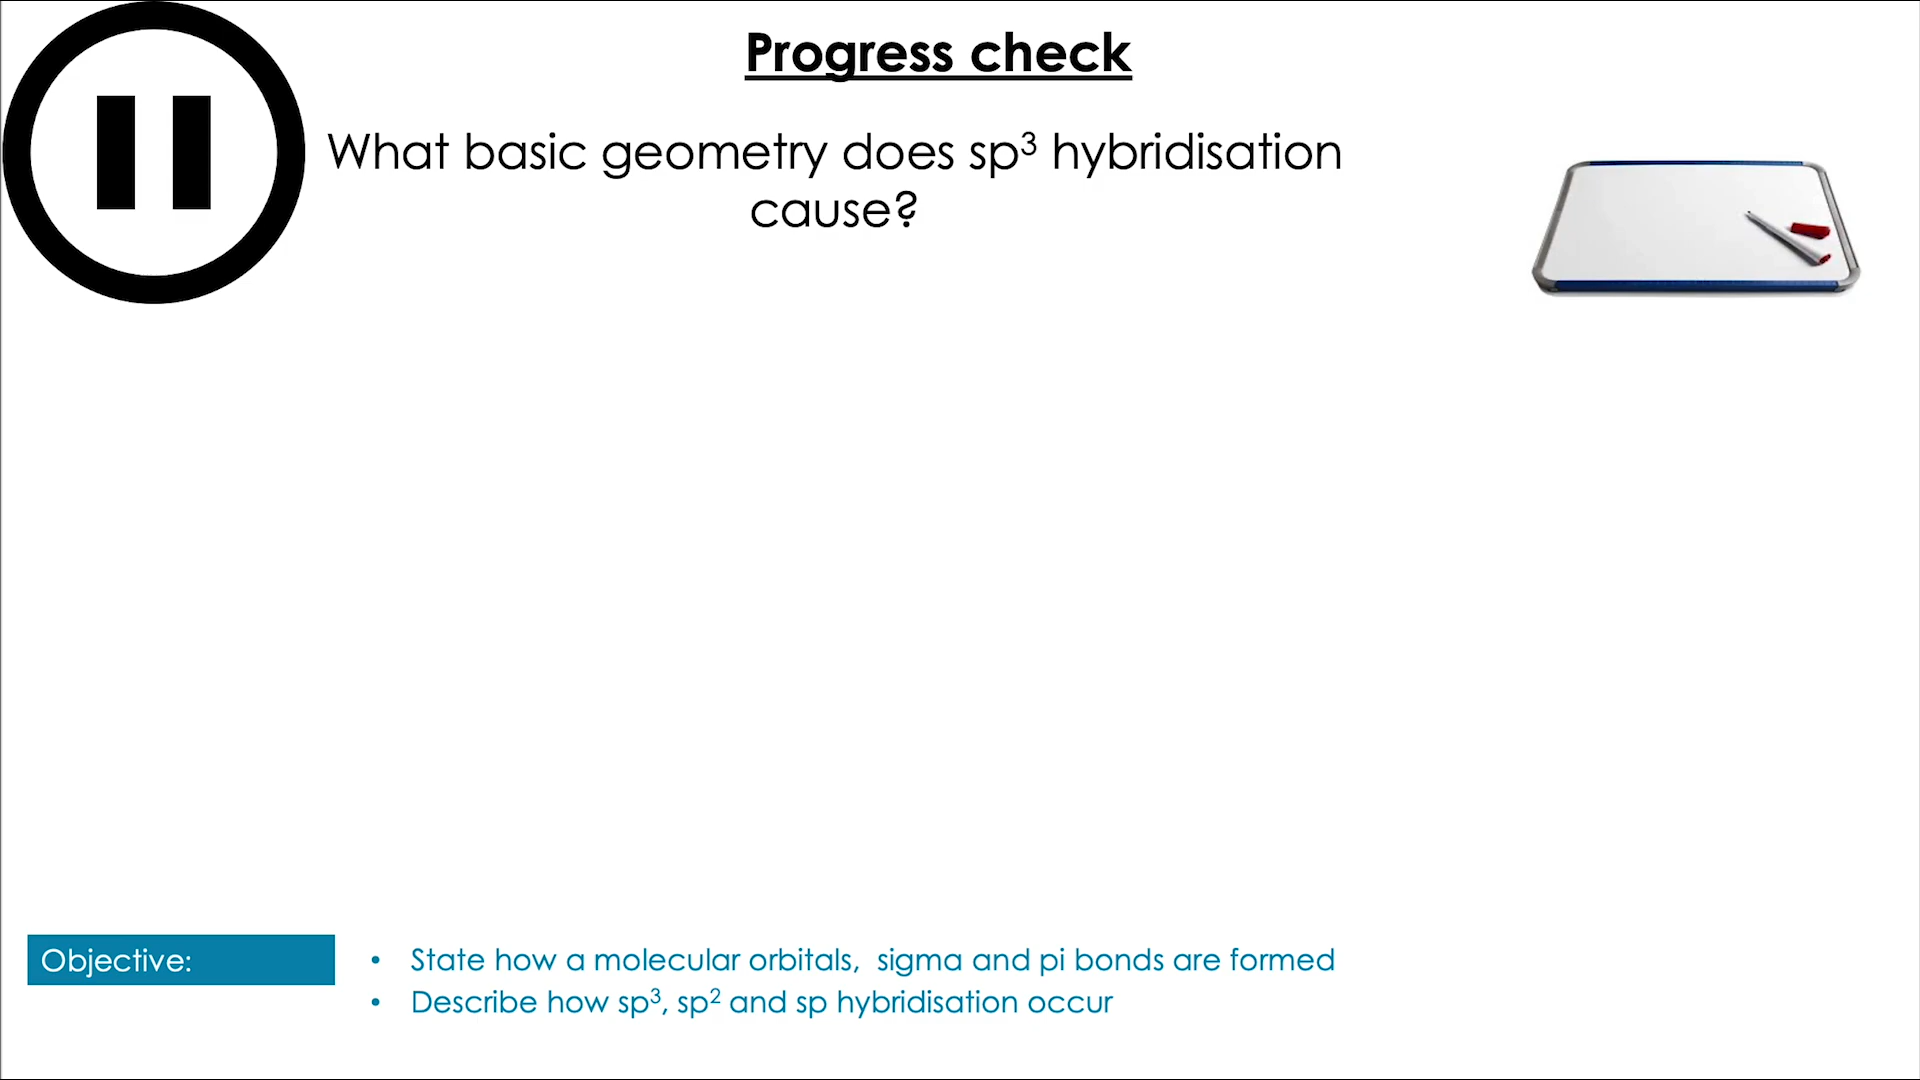 Progress check
What basic geometry does sp³ hybridisation
cause?
Objective:
• State how a molecular orbitals,  sigma and pi bonds are formed
• Describe how sp³, sp² and sp hybridisation occur